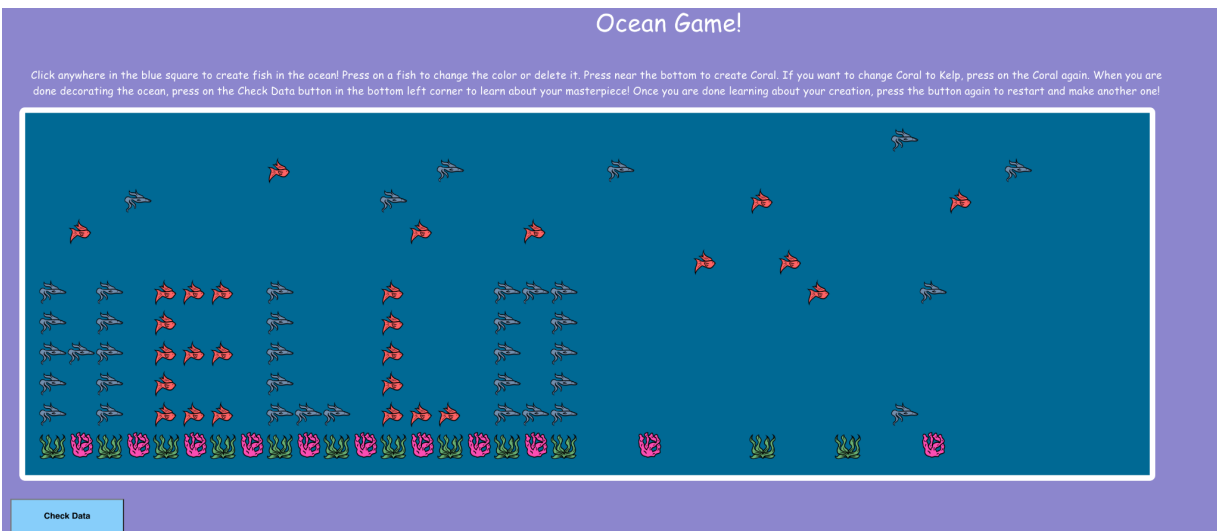 Ocean Game!
Click anywhere in the blue square to create fish in the ocean! Press on a fish to change the color or delete it. Press near the bottom to create Coral. If you want to change Coral to Kelp, press on the Coral again. When you are
done decorating the ocean, press on the Check Data button in the bottom left corner to learn about your masterpiece! Once you are done learning about your creation, press the button again to restart and make another one!
HELLO
Check Data